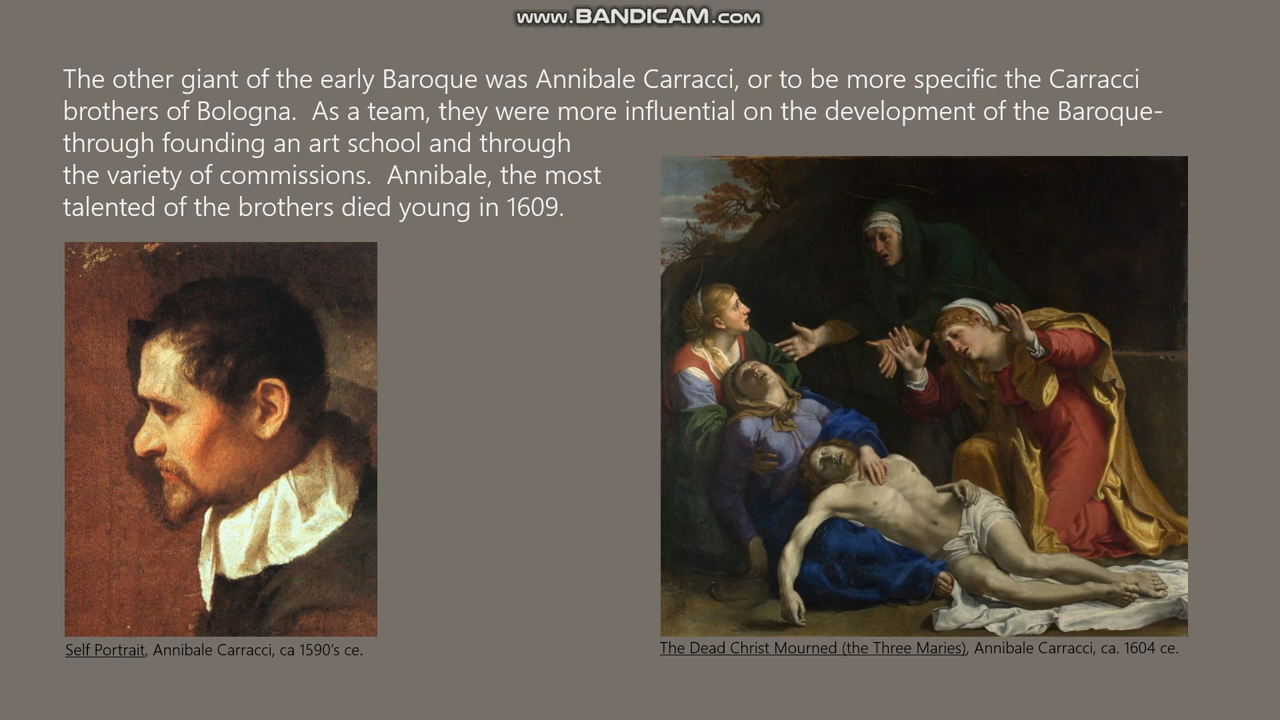 www.BANDICAM.com
The other giant of the early Baroque was Annibale Carracci, or to be more specific the Carracci
brothers of Bologna.  As a team, they were more influential on the development of the Baroque-
through founding an art school and through
the variety of commissions.  Annibale, the most
talented of the brothers died young in 1609.
Self Portrait, Annibale Carracci, ca 1590’s ce.
The Dead Christ Mourned (the Three Maries), Annibale Carracci, ca. 1604 ce.